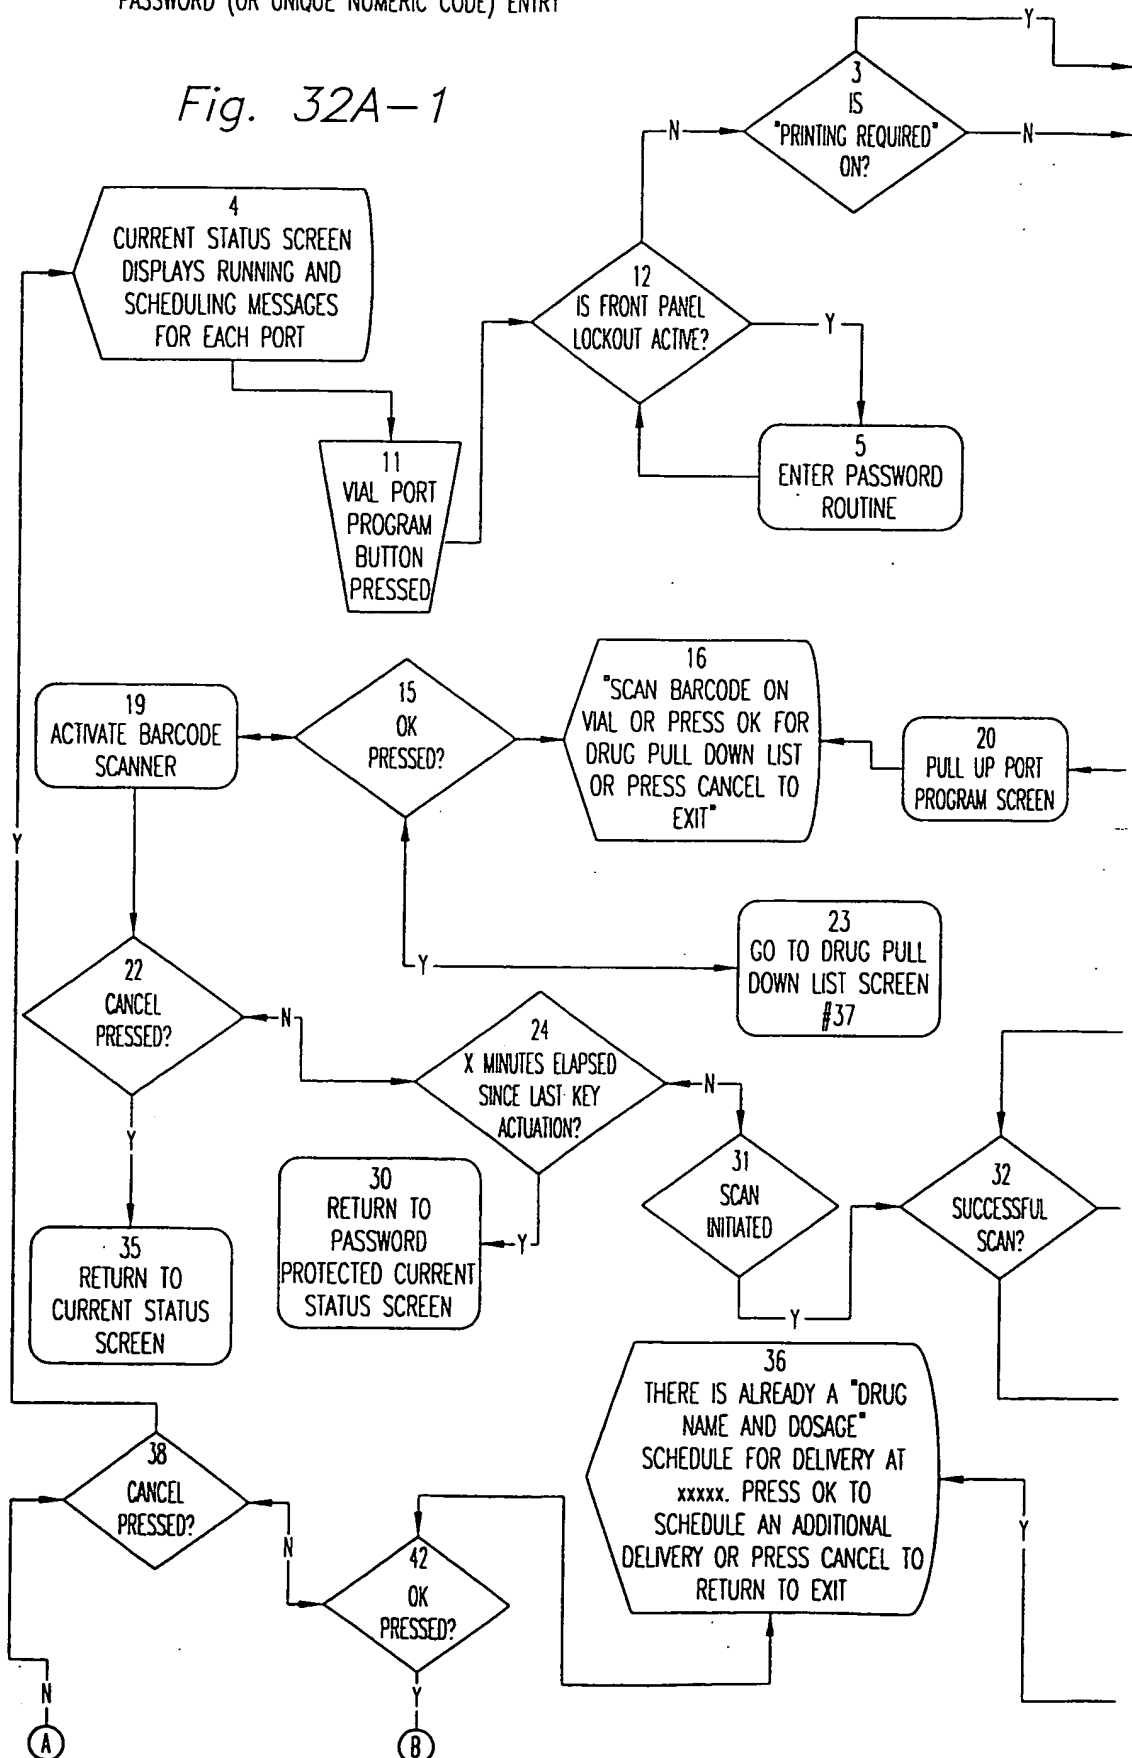 PASSWORD (OR UNIQUE NUMERIC CODE) ENTRY
Fig. 32A-1
Y
3
IS
"PRINTING REQUIRED"
ON?
N
N
4
CURRENT STATUS SCREEN
DISPLAYS RUNNING AND
SCHEDULING MESSAGES
FOR EACH PORT
12
IS FRONT PANEL
LOCKOUT ACTIVE?
Y
11
VIAL PORT
PROGRAM
BUTTON
PRESSED
5
ENTER PASSWORD
ROUTINE
19
ACTIVATE BARCODE
SCANNER
15
OK
PRESSED?
16
"SCAN BARCODE ON
VIAL OR PRESS OK FOR
DRUG PULL DOWN LIST
OR PRESS CANCEL TO
EXIT"
20
PULL UP PORT
PROGRAM SCREEN
Y
Y
23
GO TO DRUG PULL
DOWN LIST SCREEN
#37
22
CANCEL
PRESSED?
N
24
X MINUTES ELAPSED
SINCE LAST KEY
ACTUATION?
N
Y
31
SCAN
INITIATED
32
SUCCESSFUL
SCAN?
30
RETURN TO
PASSWORD
PROTECTED CURRENT
STATUS SCREEN
Y
35
RETURN TO
CURRENT STATUS
SCREEN
Y
36
THERE IS ALREADY A "DRUG
NAME AND DOSAGE"
SCHEDULE FOR DELIVERY AT
xxxxx. PRESS OK TO
SCHEDULE AN ADDITIONAL
DELIVERY OR PRESS CANCEL TO
RETURN TO EXIT
38
CANCEL
PRESSED?
N
42
OK
PRESSED?
Y
N
Y
A
B